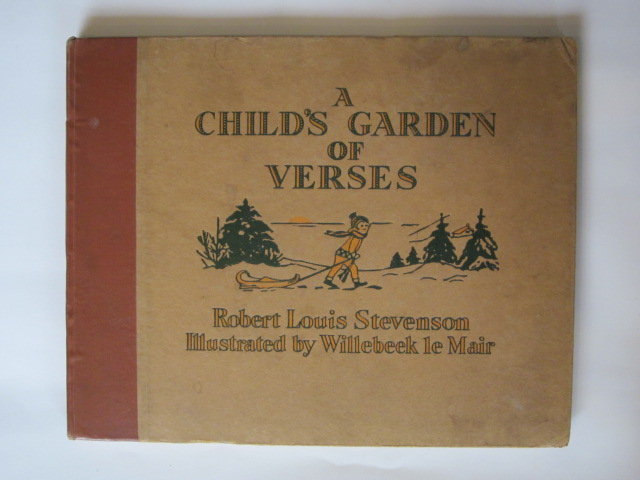 A
CHILD'S GARDEN
OF
VERSES
Robert Louis Stevenson
Illustrated by Willebeek le Mair